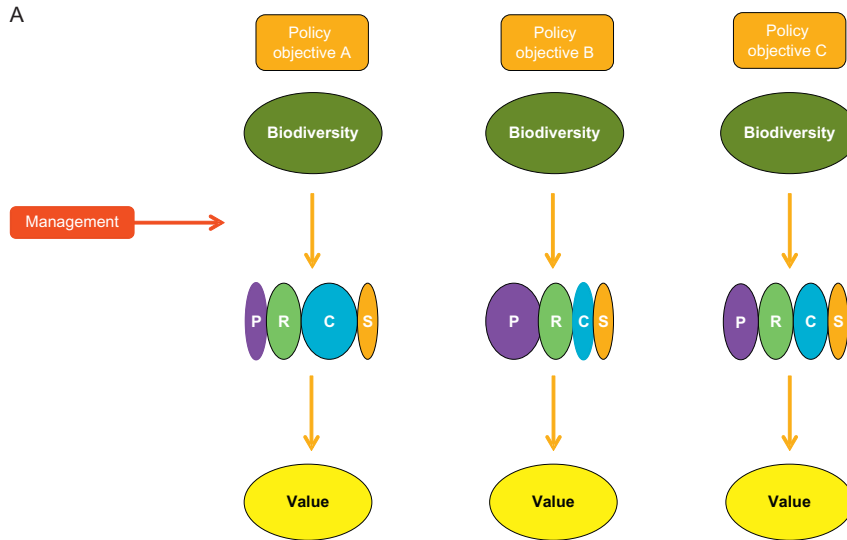 A
Policy
objective A
Policy
objective B
Policy
objective C
Biodiversity
Biodiversity
Biodiversity
Management
P R C S
P R C S
P R C S
Value
Value
Value